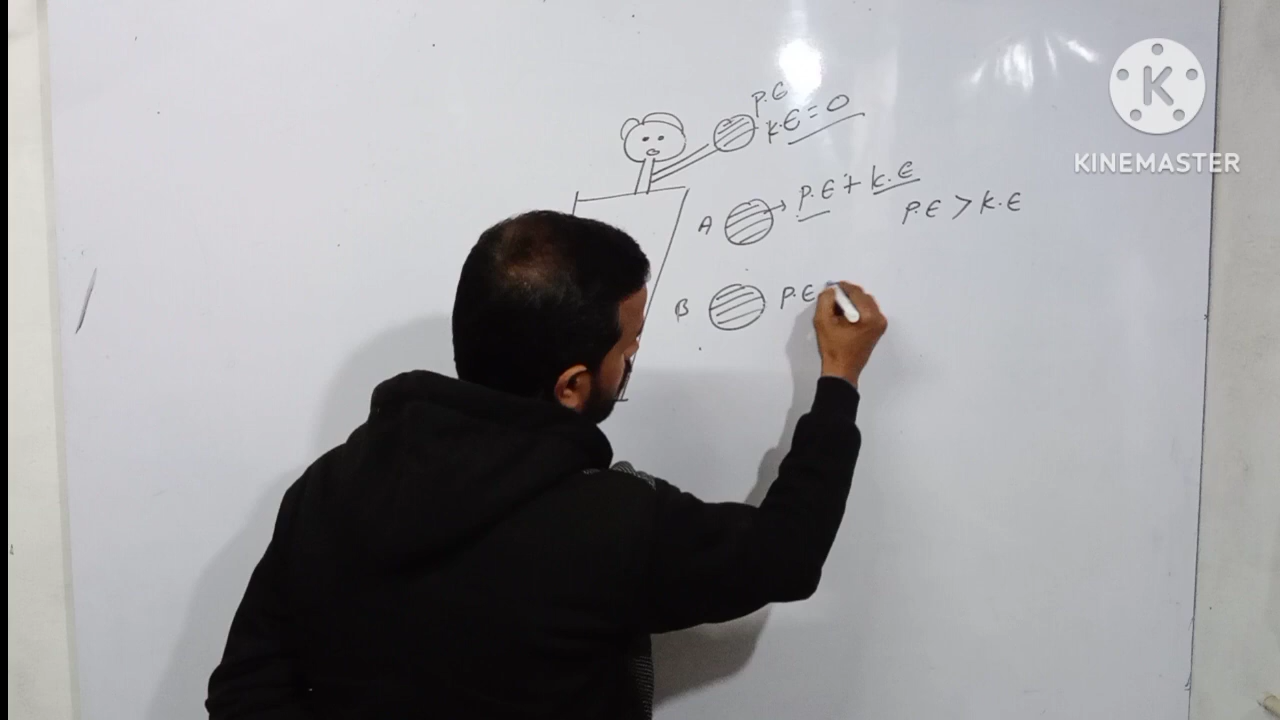 P.E
K.E = 0
A → P.E + K.E
P.E > K.E
B P.E
K
KINEMASTER